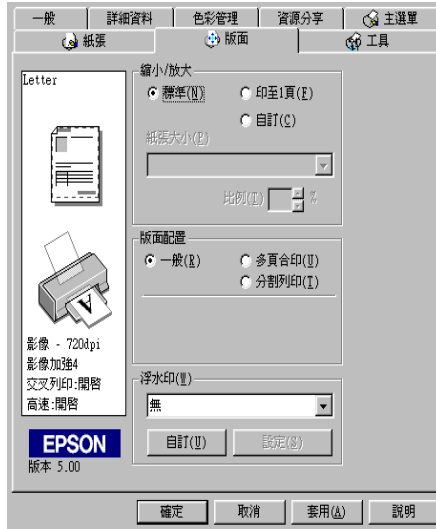 一般 詳細資料 色彩管理 資源分享 主選單
紙張 版面 工具
Letter
影像 - 720dpi
影像加強4
交叉列印:開啓
高速:開啓
EPSON
版本 5.00
縮小/放大
標準(N) 印至1頁(F)
自訂(C)
紙張大小(P)
比例(T) %
版面配置
一般(R) 多頁合印(U)
分割列印(I)
浮水印(W)
無
自訂(U) 設定(S)
確定 取消 套用(A) 說明